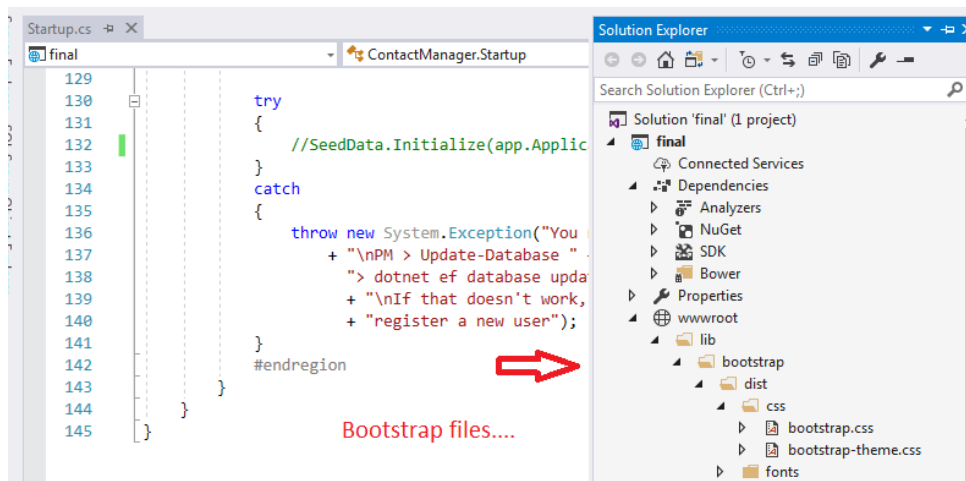 Startup.cs
final
ContactManager.Startup
129
130 try
131 {
132 //SeedData.Initialize(app.Applic
133 }
134 catch
135 {
136 throw new System.Exception("You
137 + "\nPM > Update-Database "
138 "> dotnet ef database upda
139 + "\nIf that doesn't work,
140 + "register a new user");
141 }
142 #endregion
143 }
144 }
145 }
Bootstrap files....
Solution Explorer
Search Solution Explorer (Ctrl+;)
Solution 'final' (1 project)
final
Connected Services
Dependencies
Analyzers
NuGet
SDK
Bower
Properties
wwwroot
lib
bootstrap
dist
css
bootstrap.css
bootstrap-theme.css
fonts